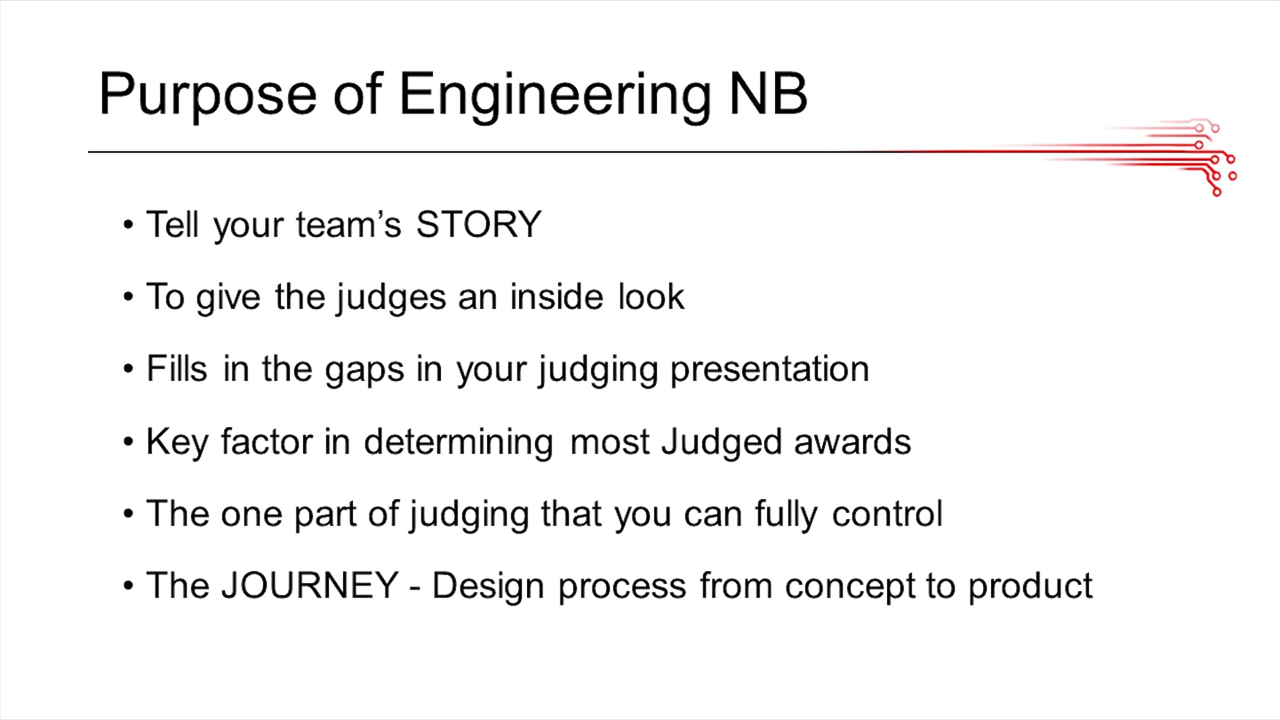 Purpose of Engineering NB
• Tell your team’s STORY
• To give the judges an inside look
• Fills in the gaps in your judging presentation
• Key factor in determining most Judged awards
• The one part of judging that you can fully control
• The JOURNEY - Design process from concept to product